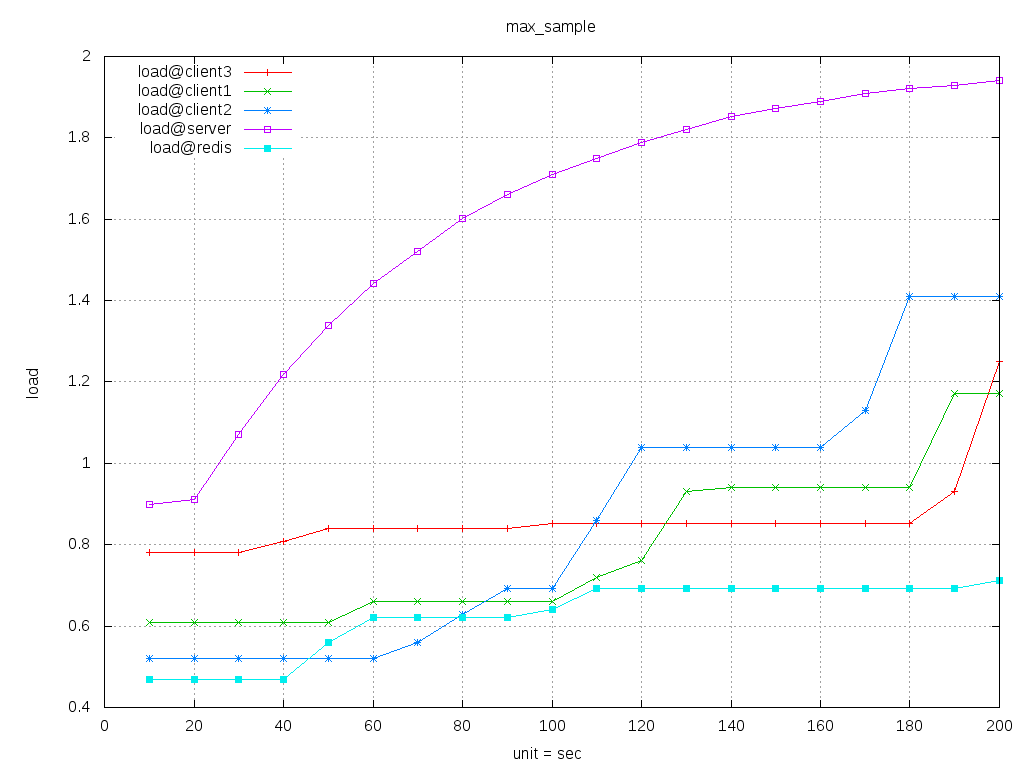 max_sample
load@client3
load@client1
load@client2
load@server
load@redis
load
2
1.8
1.6
1.4
1.2
1
0.8
0.6
0.4
0 20 40 60 80 100 120 140 160 180 200
unit = sec